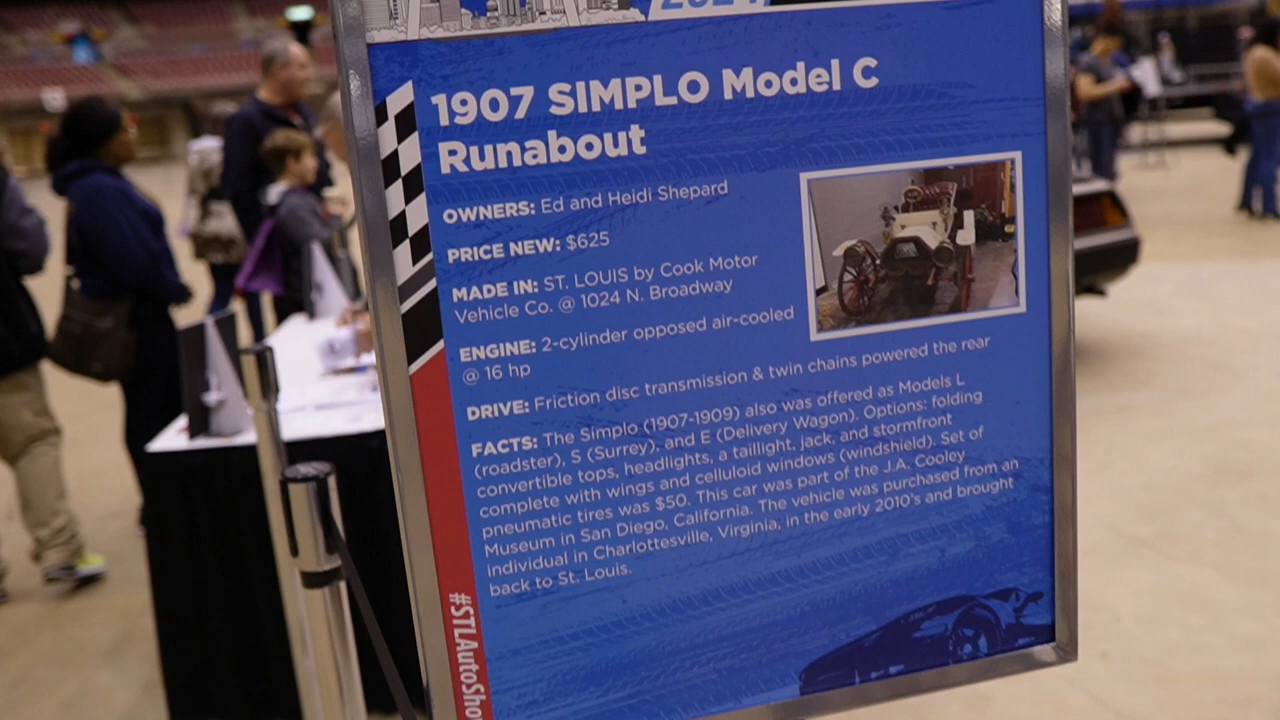 1907 SIMPLO Model C
Runabout
OWNERS: Ed and Heidi Shepard
PRICE NEW: $625
MADE IN: ST. LOUIS by Cook Motor
Vehicle Co. @ 1024 N. Broadway
ENGINE: 2-cylinder opposed air-cooled
@ 16 hp
DRIVE: Friction disc transmission & twin chains powered the rear
FACTS: The Simplo (1907-1909) also was offered as Models L
(roadster), S (Surrey), and E (Delivery Wagon). Options: folding
convertible tops, headlights, a taillight, jack, and stormfront
complete with wings and celluloid windows (windshield). Set of
pneumatic tires was $50. This car was part of the J.A. Cooley
Museum in San Diego, California. The vehicle was purchased from an
individual in Charlottesville, Virginia, in the early 2010's and brought
back to St. Louis.
#STLAutoSho